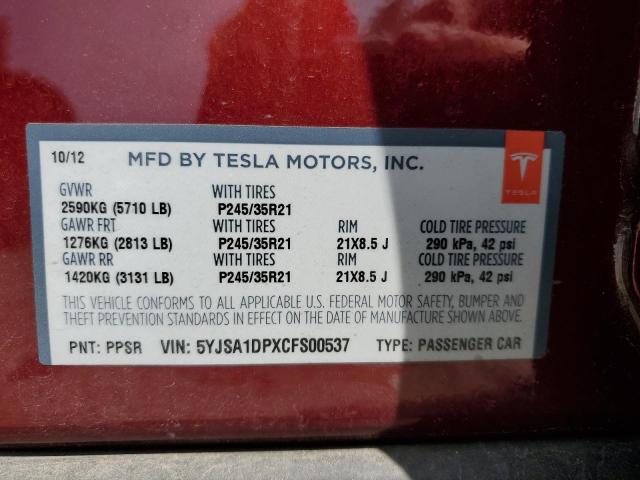 10/12 MFD BY TESLA MOTORS, INC.
TESLA
GVWR WITH TIRES
2590KG (5710 LB) P245/35R21
GAWR FRT WITH TIRES RIM COLD TIRE PRESSURE
1276KG (2813 LB) P245/35R21 21X8.5 J 290 kPa, 42 psi
GAWR RR WITH TIRES RIM COLD TIRE PRESSURE
1420KG (3131 LB) P245/35R21 21X8.5 J 290 kPa, 42 psi
THIS VEHICLE CONFORMS TO ALL APPLICABLE U.S. FEDERAL MOTOR SAFETY, BUMPER AND
THEFT PREVENTION STANDARDS IN EFFECT ON THE DATE OF MANUFACTURE SHOWN ABOVE.
PNT: PPSR VIN: 5YJSA1DPXCFS00537 TYPE: PASSENGER CAR